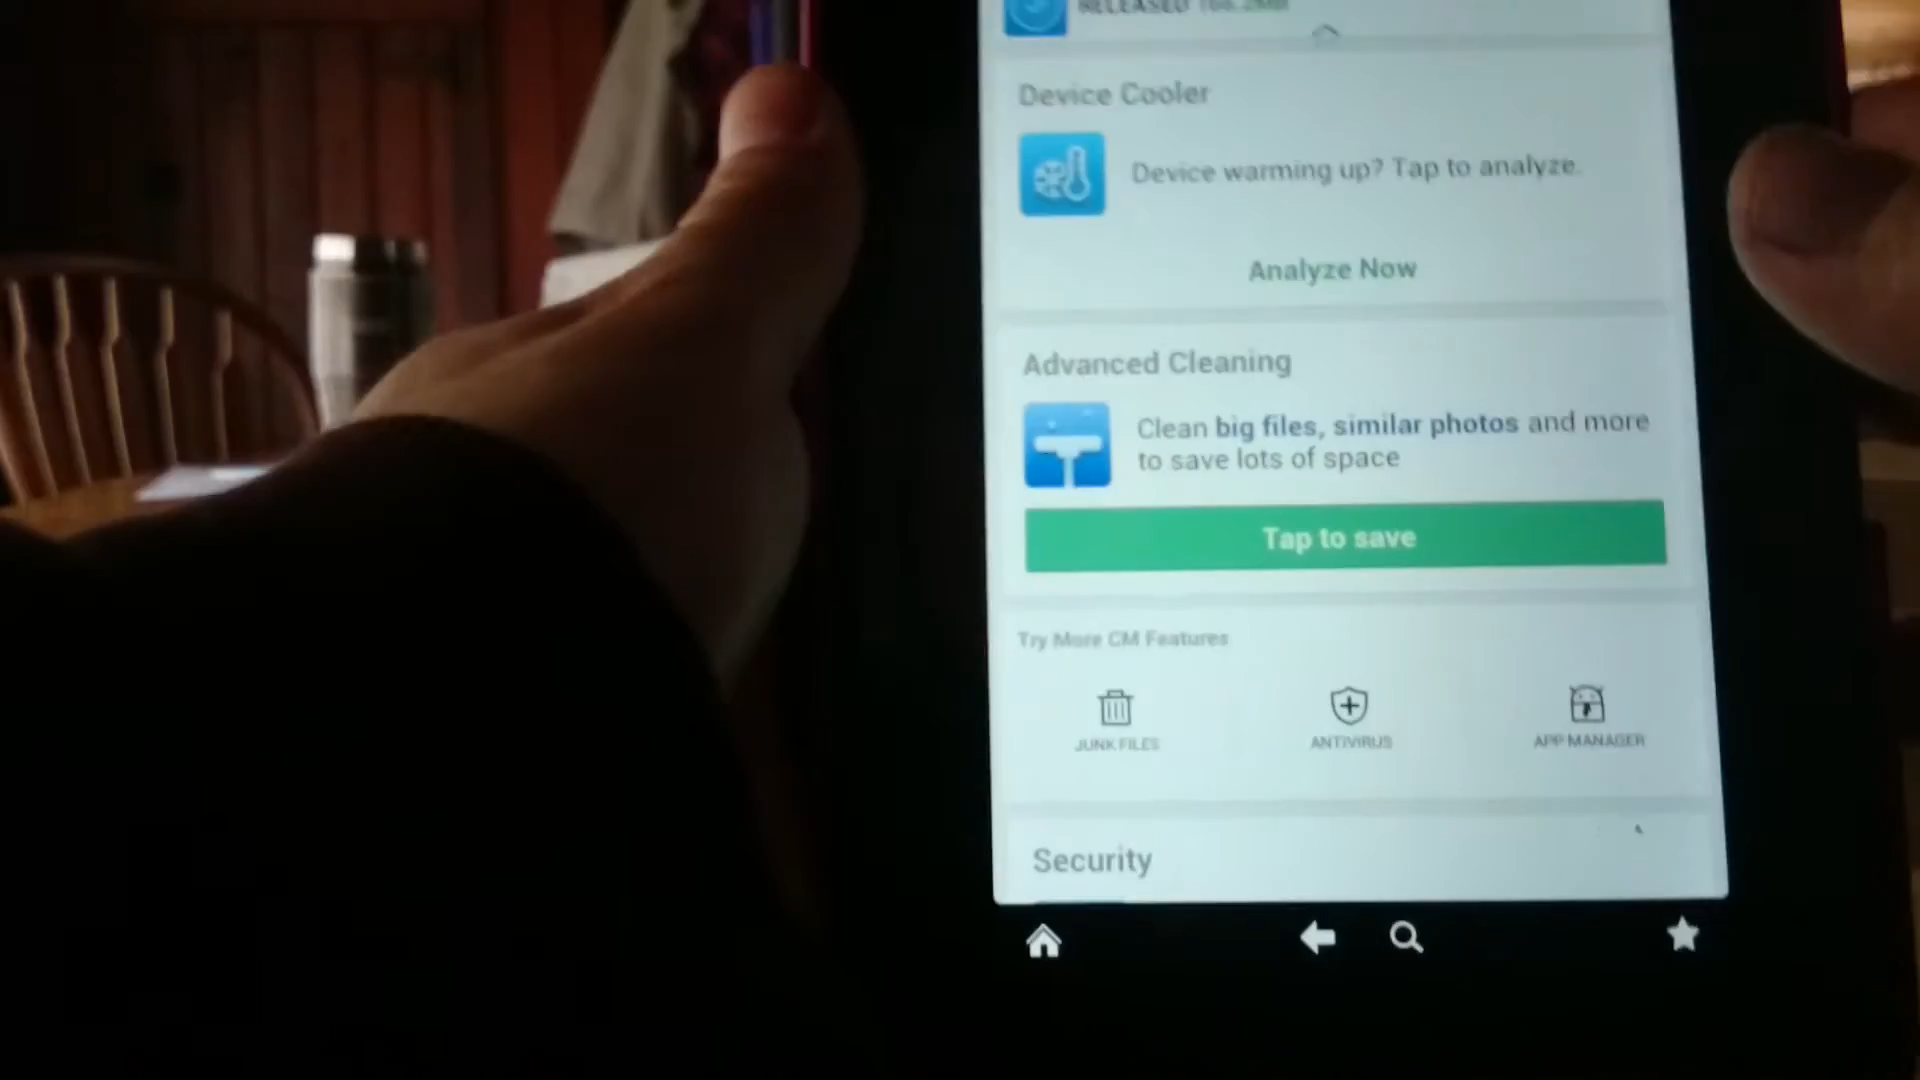 RELEASED
Device Cooler
Device warming up? Tap to analyze.
Analyze Now
Advanced Cleaning
Clean big files, similar photos and more
to save lots of space
Tap to save
Try More CM Features
JUNK FILES
ANTIVIRUS
APP MANAGER
Security